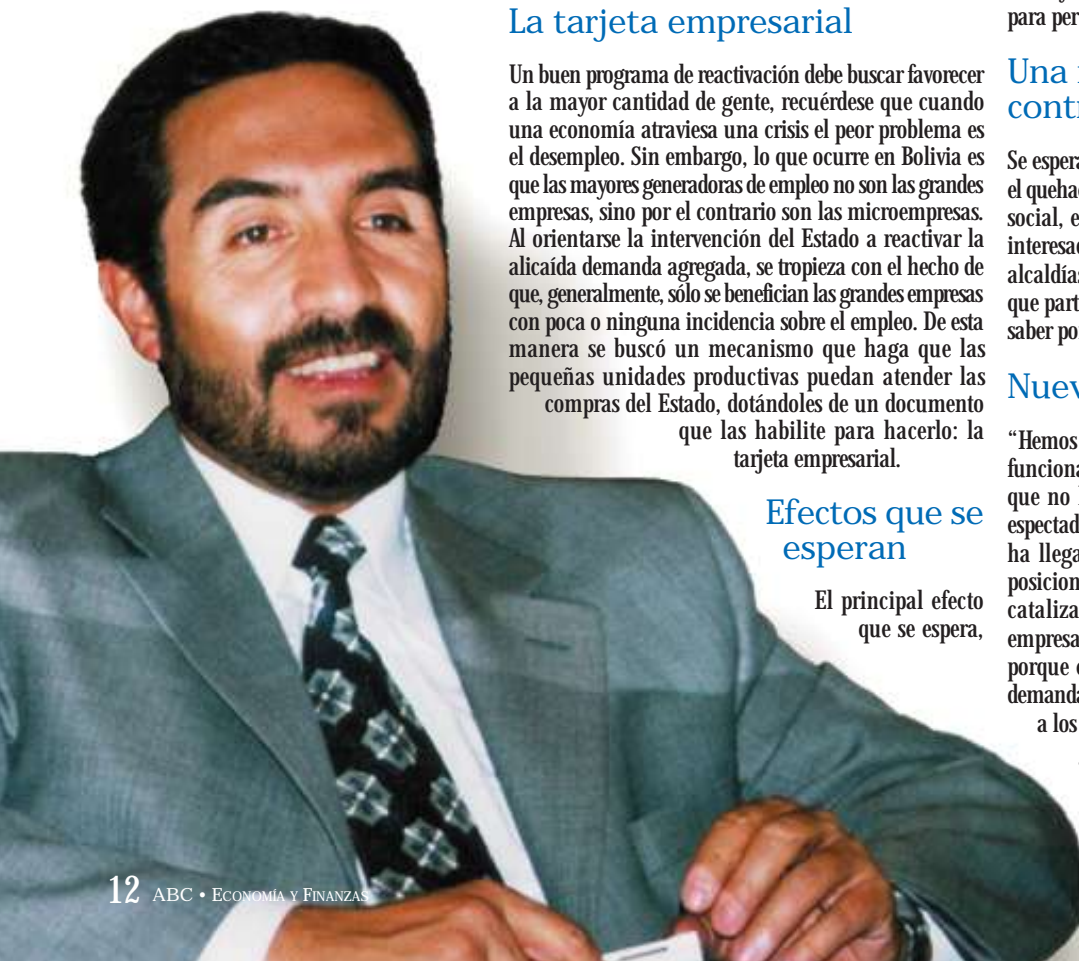 La tarjeta empresarial
Un buen programa de reactivación debe buscar favorecer
a la mayor cantidad de gente, recuérdese que cuando
una economía atraviesa una crisis el peor problema es
el desempleo. Sin embargo, lo que ocurre en Bolivia es
que las mayores generadoras de empleo no son las grandes
empresas, sino por el contrario son las microempresas.
Al orientarse la intervención del Estado a reactivar la
alicaída demanda agregada, se tropieza con el hecho de
que, generalmente, sólo se benefician las grandes empresas
con poca o ninguna incidencia sobre el empleo. De esta
manera se buscó un mecanismo que haga que las
pequeñas unidades productivas puedan atender las
compras del Estado, dotándoles de un documento
que las habilite para hacerlo: la
tarjeta empresarial.
Efectos que se
esperan
El principal efecto
que se espera,
para per
Una
contr
Se espera
el quehac
social, e
interesad
alcaldías
que part
saber po
Nuev
“Hemos
funciona
que no
espectad
ha llega
posicion
cataliza
empresa
porque
demanda
a los
12 ABC • Economía y Finanzas